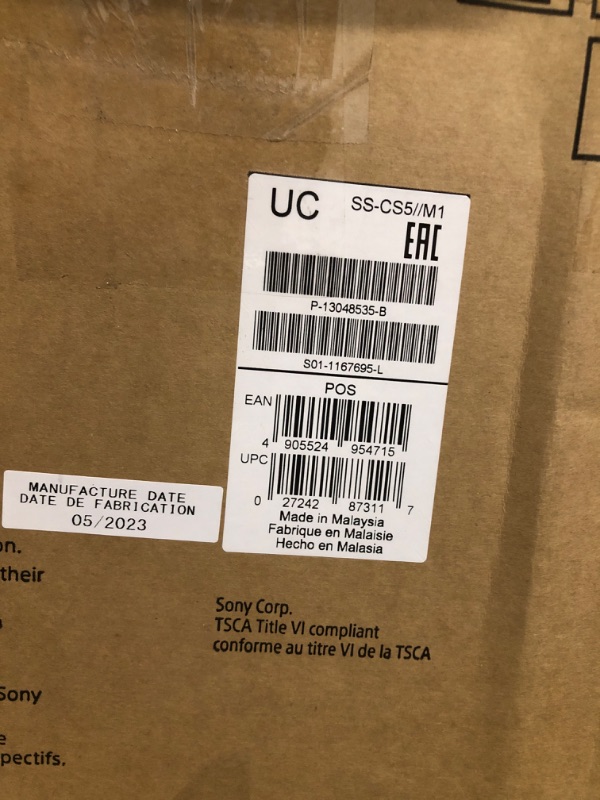 UC SS-CS5//M1
EAC
P-13048535-B
S01-1167695-L
POS
EAN
4 905524 954715
UPC
0 27242 87311 7
Made in Malaysia
Fabrique en Malaisie
Hecho en Malasia
MANUFACTURE DATE
DATE DE FABRICATION
05/2023
on.
their
Sony
pectifs.
Sony Corp.
TSCA Title VI compliant
conforme au titre VI de la TSCA